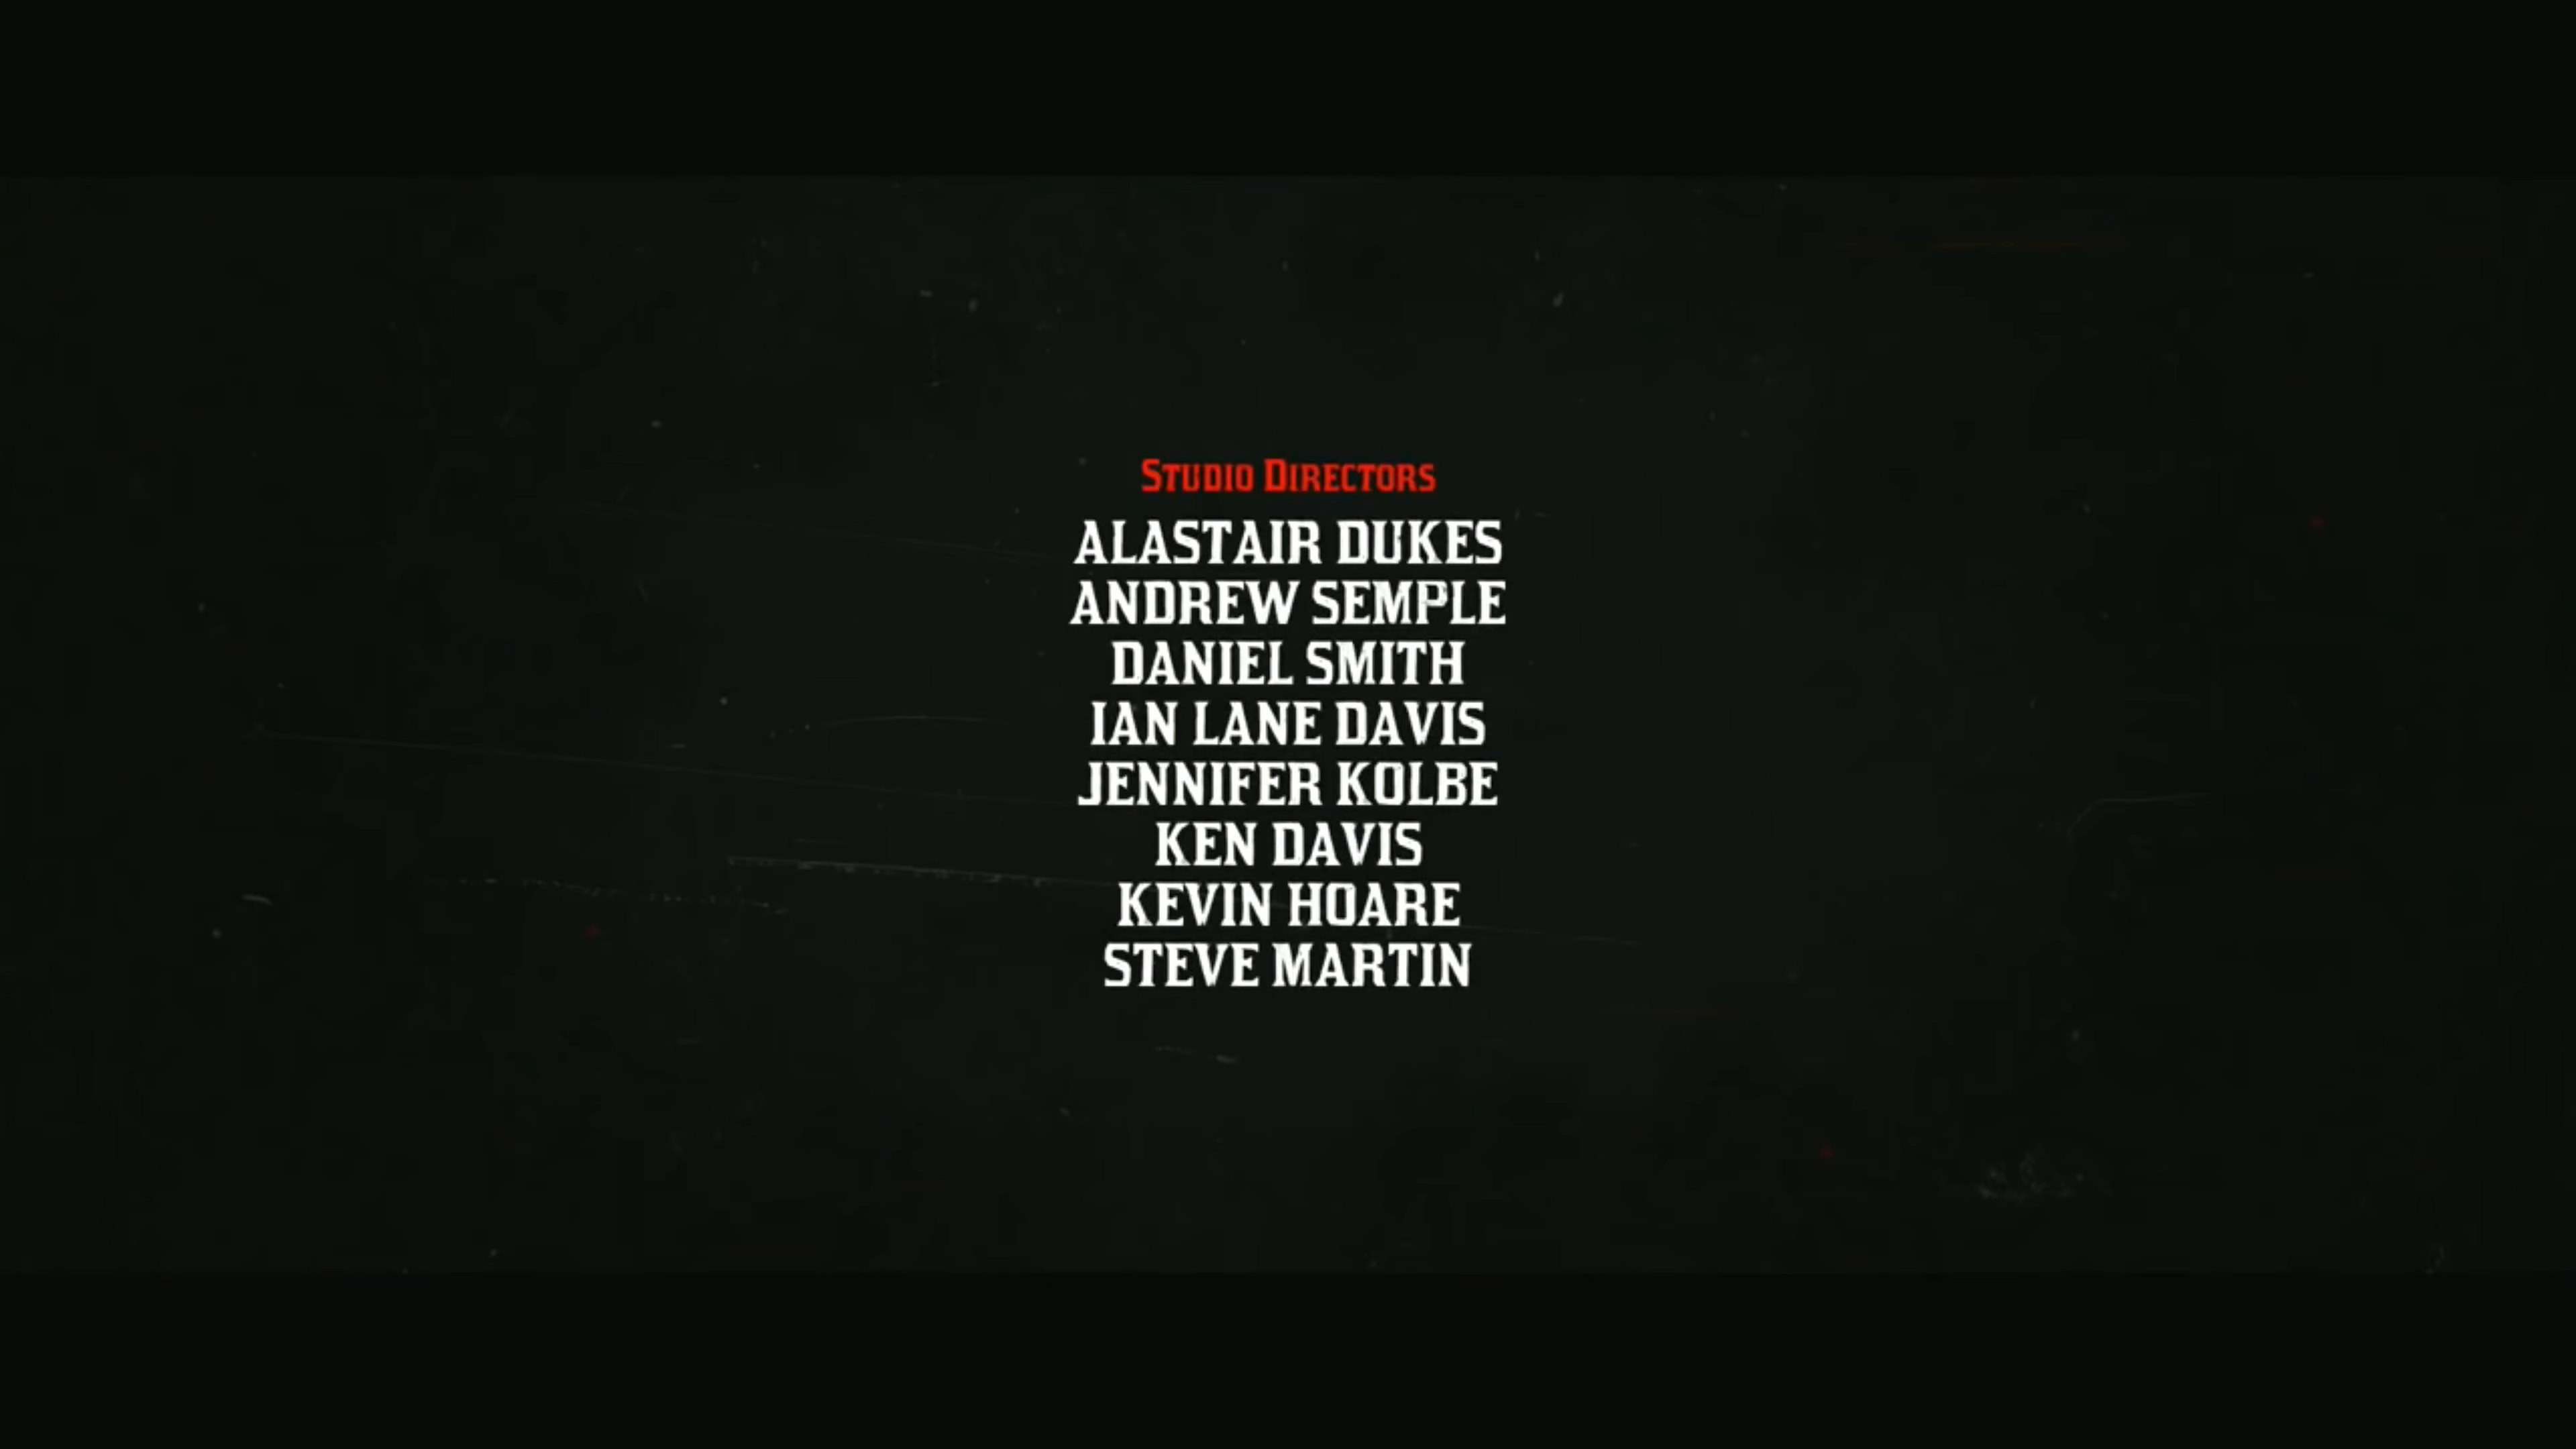 Studio Directors
ALASTAIR DUKES
ANDREW SEMPLE
DANIEL SMITH
IAN LANE DAVIS
JENNIFER KOLBE
KEN DAVIS
KEVIN HOARE
STEVE MARTIN